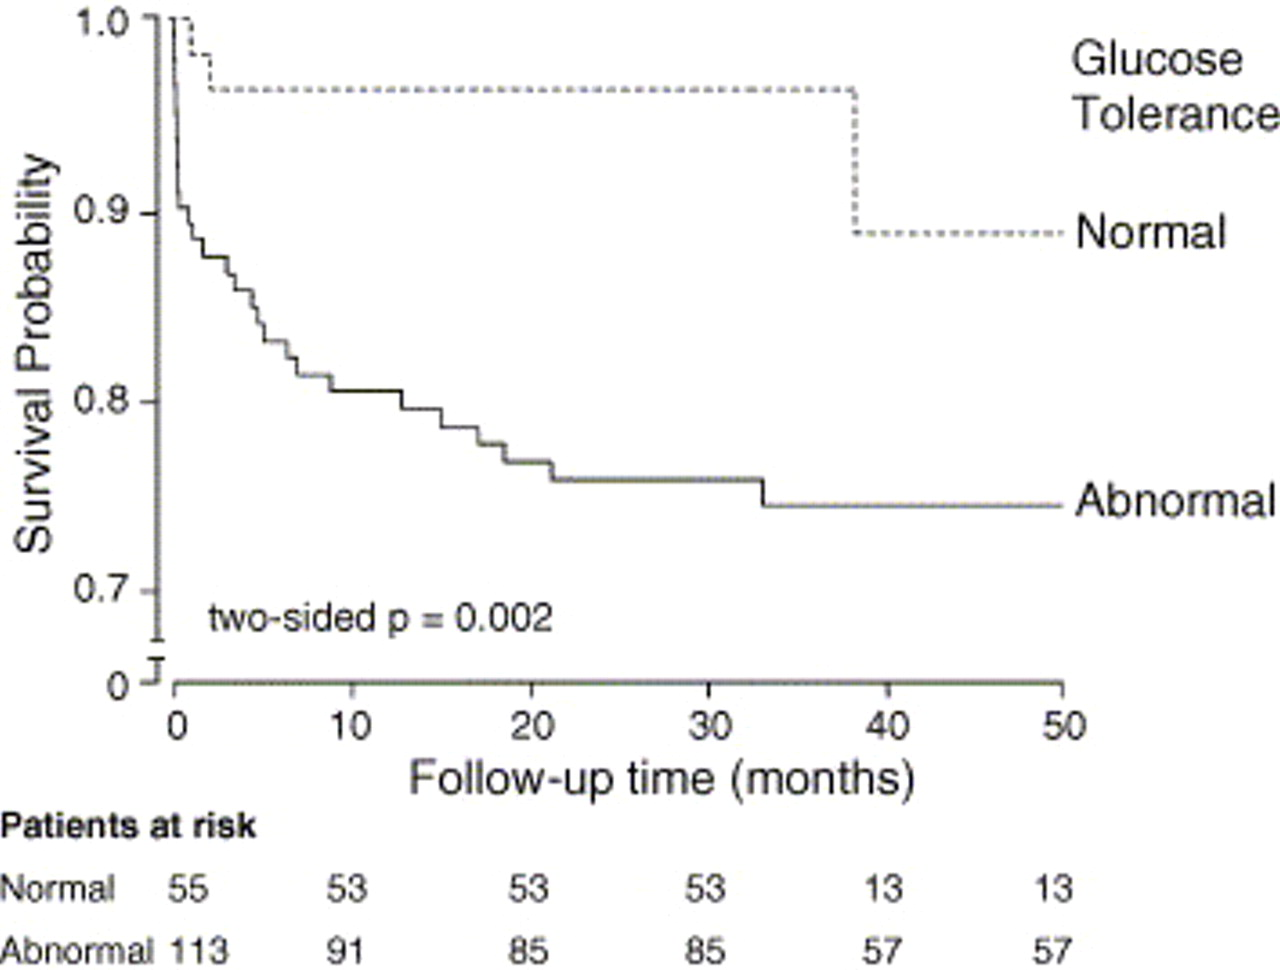 1.0
0.9
0.8
0.7
0
Survival Probability
Glucose
Tolerance
Normal
Abnormal
two-sided p = 0.002
0 10 20 30 40 50
Follow-up time (months)
Patients at risk
Normal 55 53 53 53 13 13
Abnormal 113 91 85 85 57 57